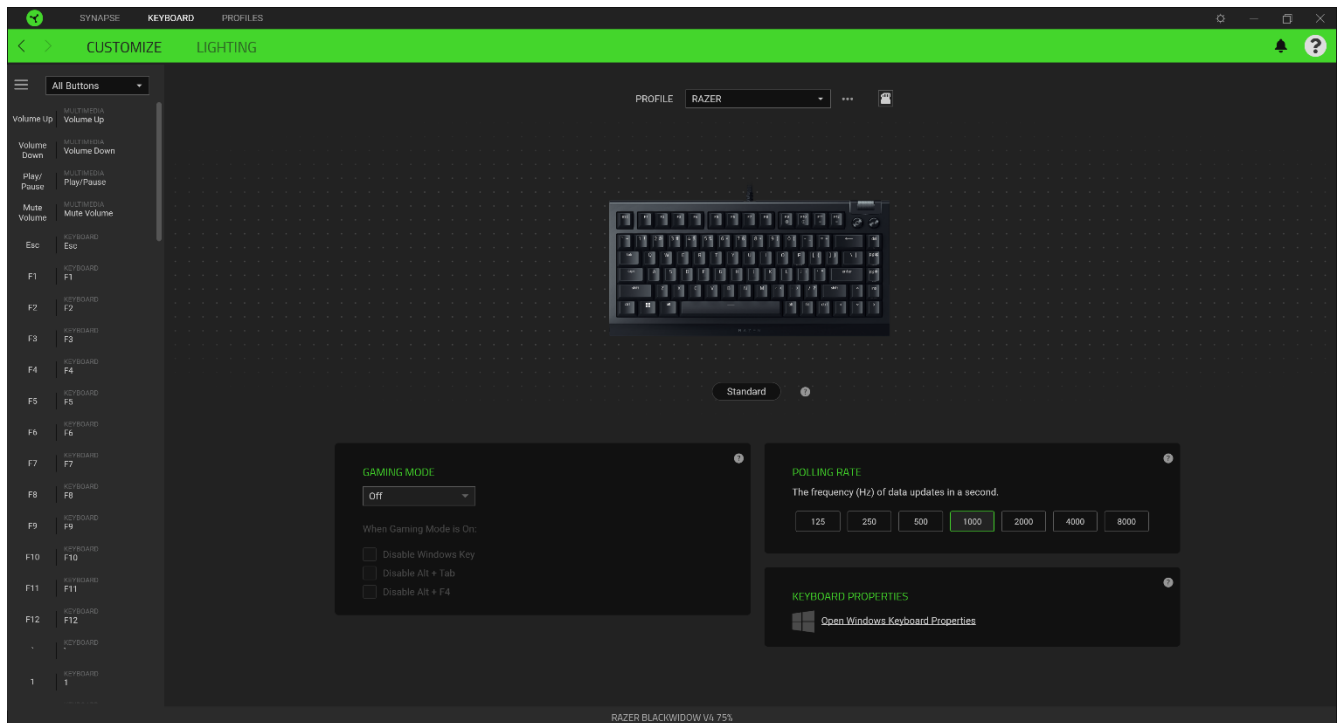 SYNAPSE KEYBOARD PROFILES
CUSTOMIZE LIGHTING
All Buttons
PROFILE RAZER
Volume Up
MULTIMEDIA
Volume Up
Volume Down
MULTIMEDIA
Volume Down
Play/
Pause
MULTIMEDIA
Play/Pause
Mute
Volume
MULTIMEDIA
Mute Volume
Esc
KEYBOARD
Esc
F1
KEYBOARD
F1
F2
KEYBOARD
F2
F3
KEYBOARD
F3
F4
KEYBOARD
F4
F5
KEYBOARD
F5
F6
KEYBOARD
F6
F7
KEYBOARD
F7
F8
KEYBOARD
F8
F9
KEYBOARD
F9
F10
KEYBOARD
F10
F11
KEYBOARD
F11
F12
KEYBOARD
F12
`
KEYBOARD
`
1
KEYBOARD
1
Standard
GAMING MODE
Off
When Gaming Mode is On:
Disable Windows Key
Disable Alt + Tab
Disable Alt + F4
POLLING RATE
The frequency (Hz) of data updates in a second.
125 250 500 1000 2000 4000 8000
KEYBOARD PROPERTIES
Open Windows Keyboard Properties
RAZER BLACKWIDOW V4 75%